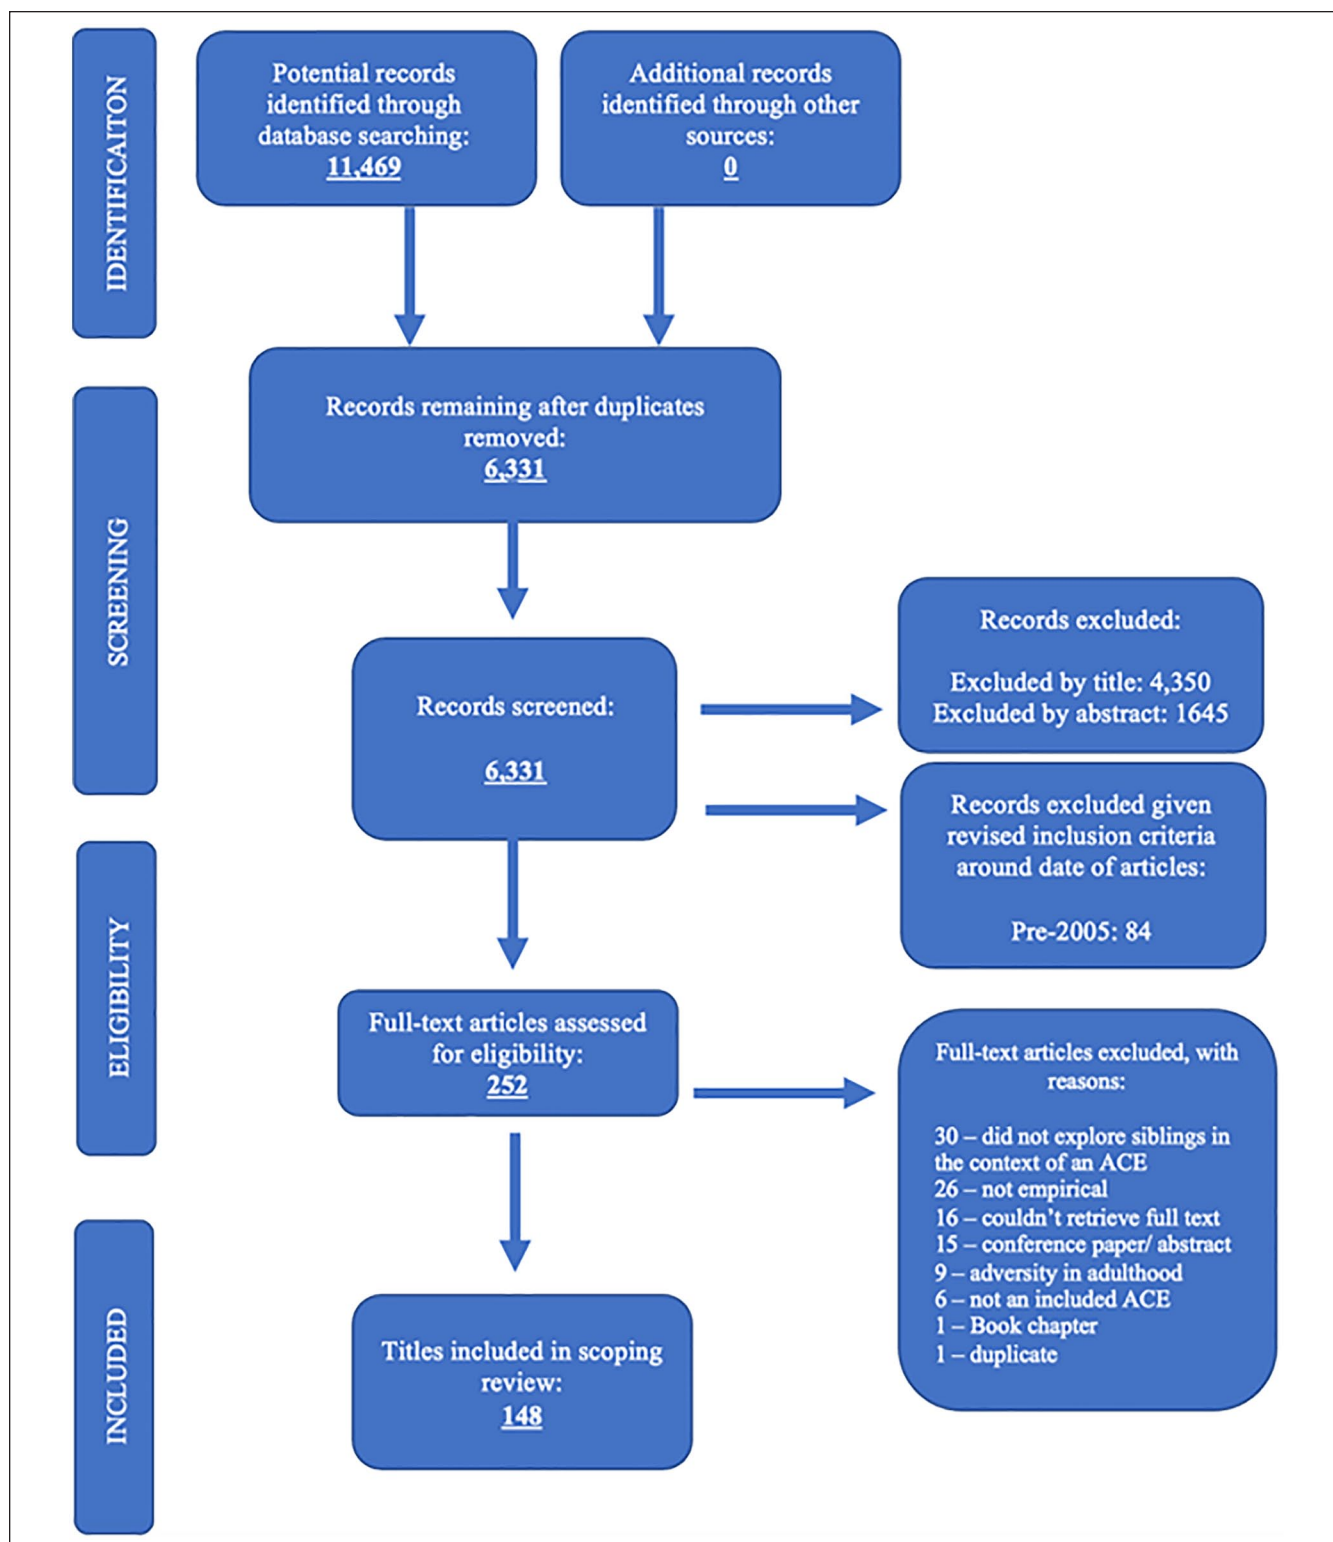 IDENTIFICAITON
Potential records
identified through
database searching:
11,469
Additional records
identified through other
sources:
0
Records remaining after duplicates
removed:
6,331
SCREENING
Records screened:
6,331
Records excluded:
Excluded by title: 4,350
Excluded by abstract: 1645
Records excluded given
revised inclusion criteria
around date of articles:
Pre-2005: 84
ELIGIBILITY
Full-text articles assessed
for eligibility:
252
Full-text articles excluded, with
reasons:
30 – did not explore siblings in
the context of an ACE
26 – not empirical
16 – couldn’t retrieve full text
15 – conference paper/ abstract
9 – adversity in adulthood
6 – not an included ACE
1 – Book chapter
1 – duplicate
INCLUDED
Titles included in scoping
review:
148